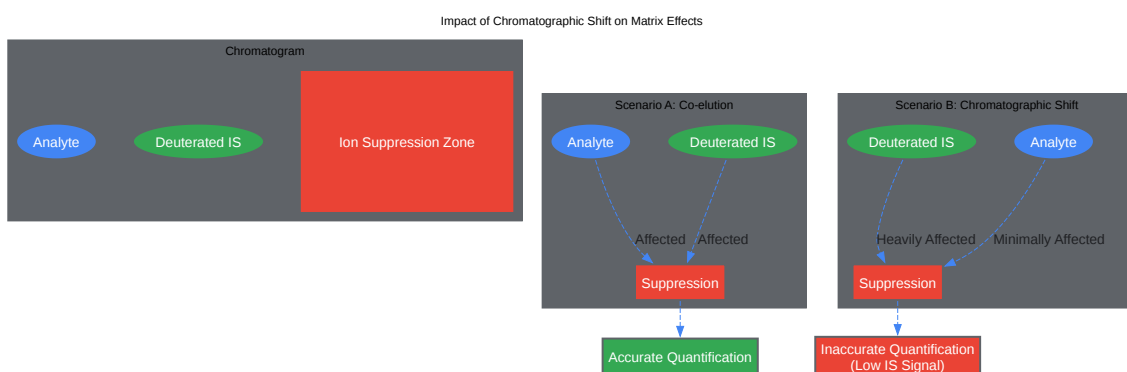 Impact of Chromatographic Shift on Matrix Effects
Chromatogram
Analyte
Deuterated IS
Ion Suppression Zone
Scenario A: Co-elution
Analyte
Deuterated IS
Affected
Affected
Suppression
Accurate Quantification
Scenario B: Chromatographic Shift
Deuterated IS
Analyte
Heavily Affected
Minimally Affected
Suppression
Inaccurate Quantification
(Low IS Signal)